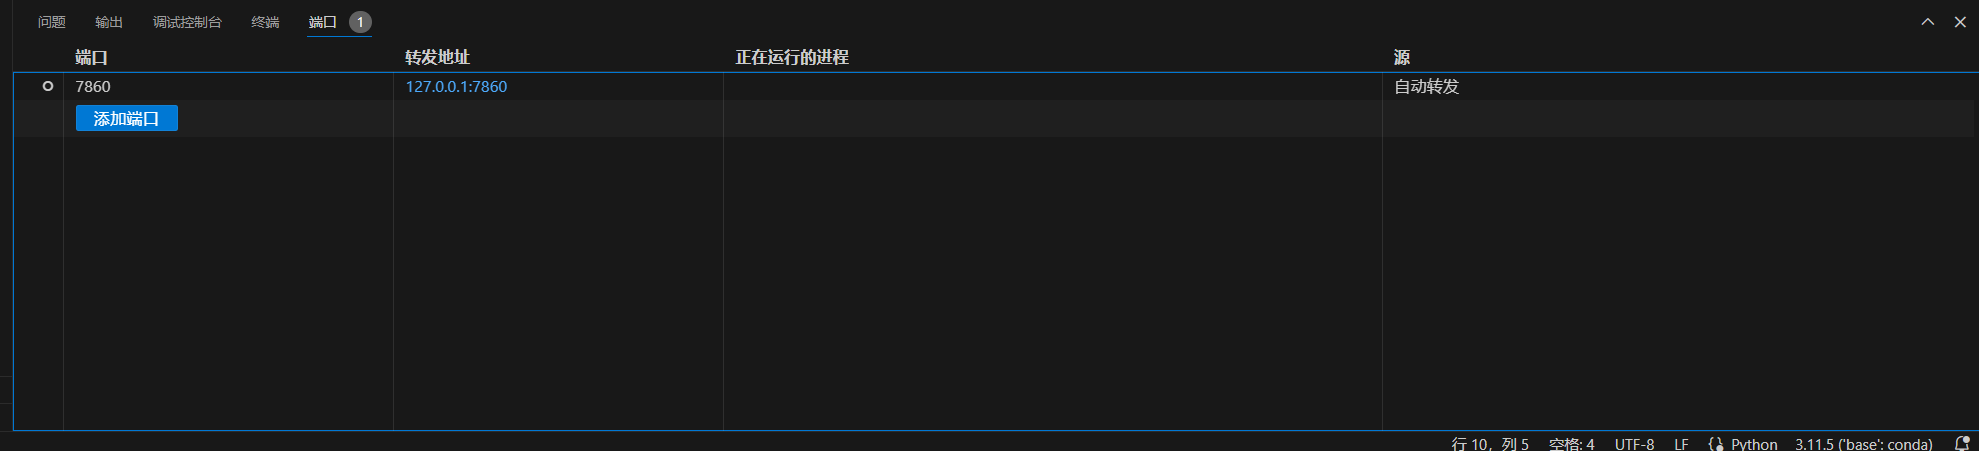 问题 输出 调试控制台 终端 端口 1
端口 转发地址 正在运行的进程 源
7860 127.0.0.1:7860 自动转发
添加端口
行 10，列 5 空格: 4 UTF-8 LF Python 3.11.5 ('base': conda)